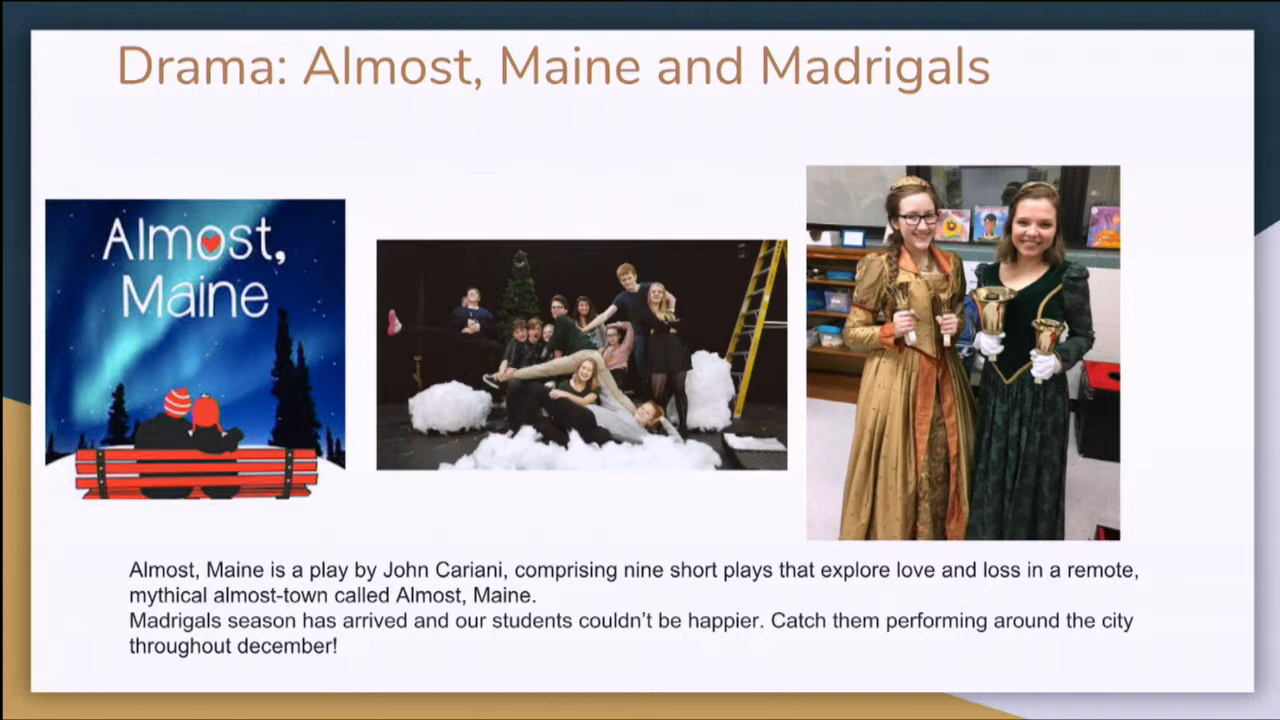 Drama: Almost, Maine and Madrigals
Almost,
Maine
Almost, Maine is a play by John Cariani, comprising nine short plays that explore love and loss in a remote,
mythical almost-town called Almost, Maine.
Madrigals season has arrived and our students couldn't be happier. Catch them performing around the city
throughout december!